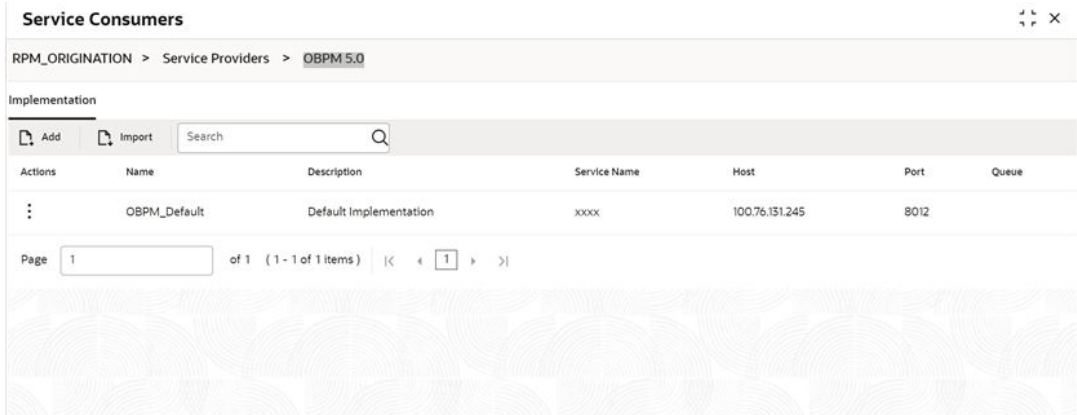 Service Consumers
RPM_ORIGINATION > Service Providers > OBPM 5.0
Implementation
Add Import Search
Actions Name Description Service Name Host Port Queue
OBPM_Default Default Implementation xxxx 100.76.131.245 8012
Page 1 of 1 (1 - 1 of 1 items) 1